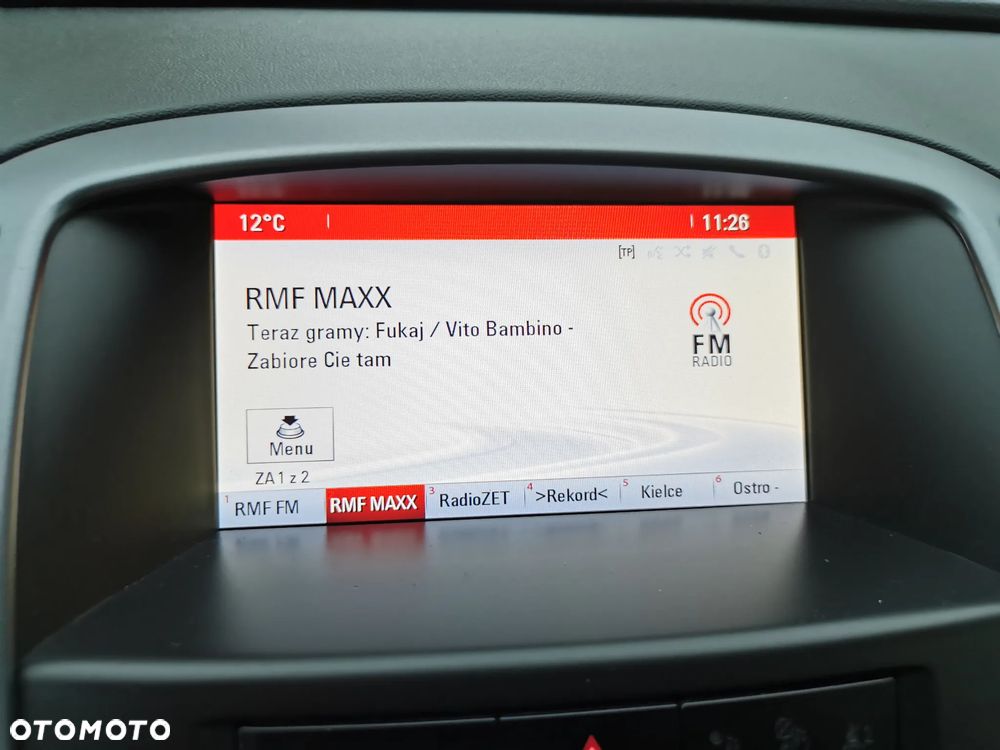 12°C 11:26
[TP]
RMF MAXX
Teraz gramy: Fukaj / Vito Bambino -
Zabiore Cie tam
FM
RADIO
Menu
ZA 1 z 2
1 RMF FM RMF MAXX 3 RadioZET 4 >Rekord< 5 Kielce 6 Ostro -
OTOMOTO